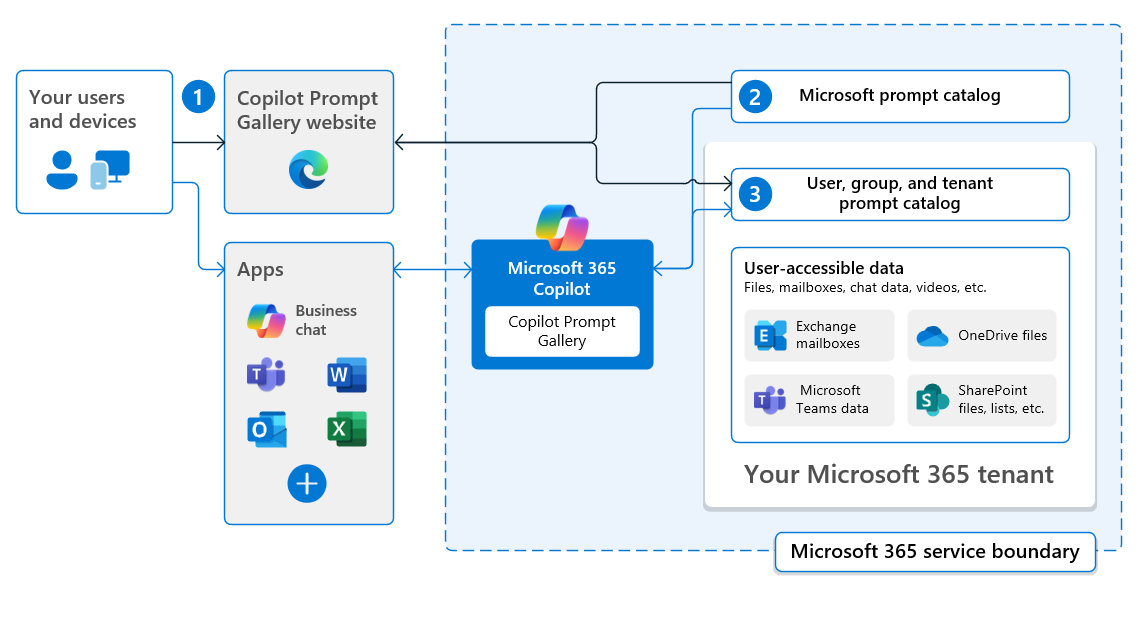 Your users
and devices
1
Copilot Prompt
Gallery website
2
Microsoft prompt catalog
3
User, group, and tenant
prompt catalog
Apps
Business
chat
T
W
O
X
Microsoft 365
Copilot
Copilot Prompt
Gallery
User-accessible data
Files, mailboxes, chat data, videos, etc.
E
Exchange
mailboxes
OneDrive files
T
Microsoft
Teams data
S
SharePoint
files, lists, etc.
Your Microsoft 365 tenant
Microsoft 365 service boundary